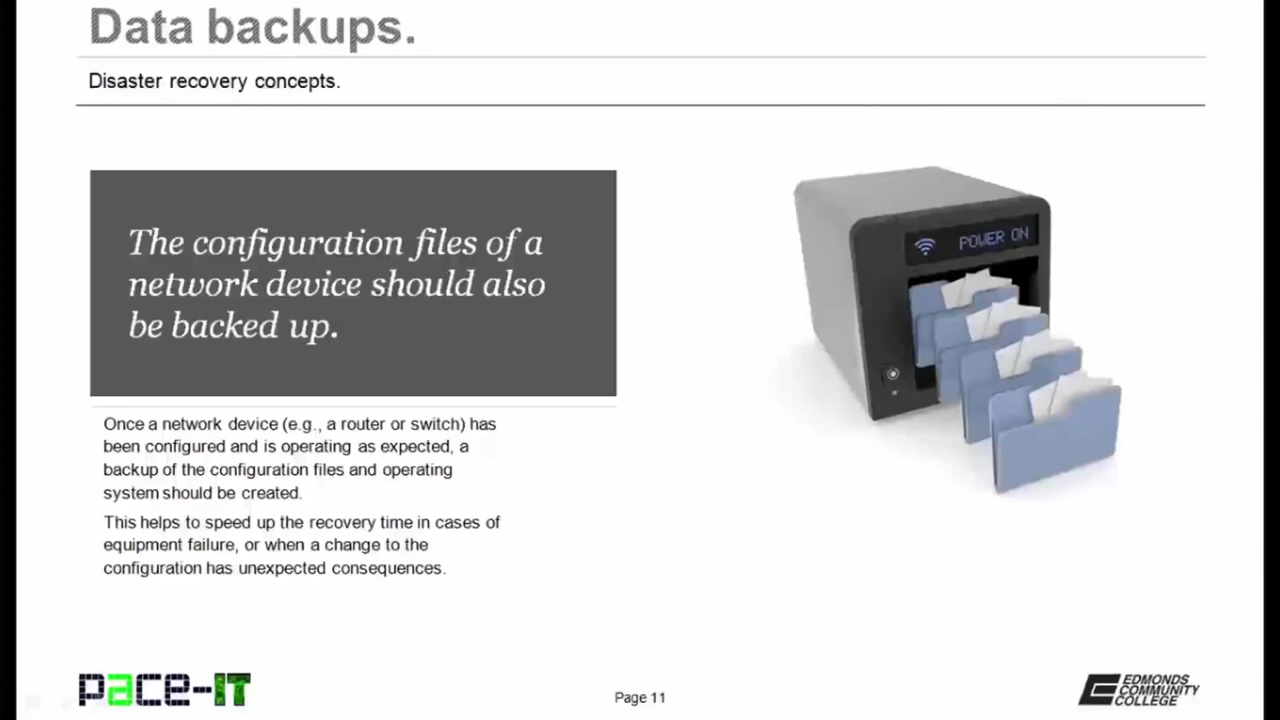 Data backups.
Disaster recovery concepts.
The configuration files of a
network device should also
be backed up.
POWER ON
Once a network device (e.g., a router or switch) has
been configured and is operating as expected, a
backup of the configuration files and operating
system should be created.
This helps to speed up the recovery time in cases of
equipment failure, or when a change to the
configuration has unexpected consequences.
pace-IT
Page 11
EDMONDS
COMMUNITY
COLLEGE